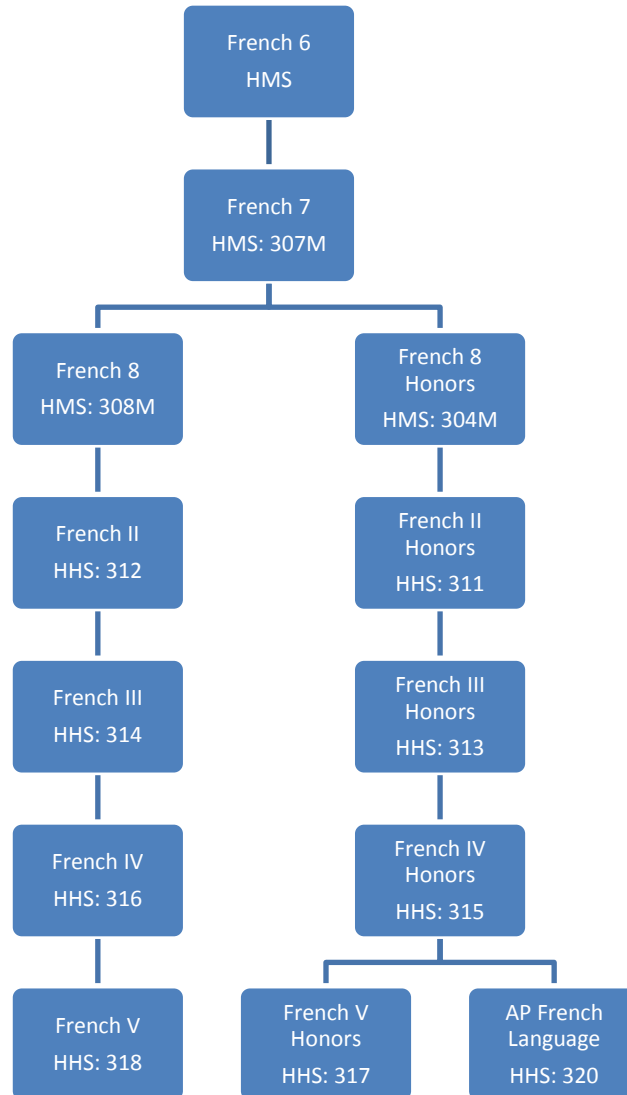 French 6
HMS
French 7
HMS: 307M
French 8
HMS: 308M
French 8
Honors
HMS: 304M
French II
HHS: 312
French II
Honors
HHS: 311
French III
HHS: 314
French III
Honors
HHS: 313
French IV
HHS: 316
French IV
Honors
HHS: 315
French V
HHS: 318
French V
Honors
HHS: 317
AP French
Language
HHS: 320